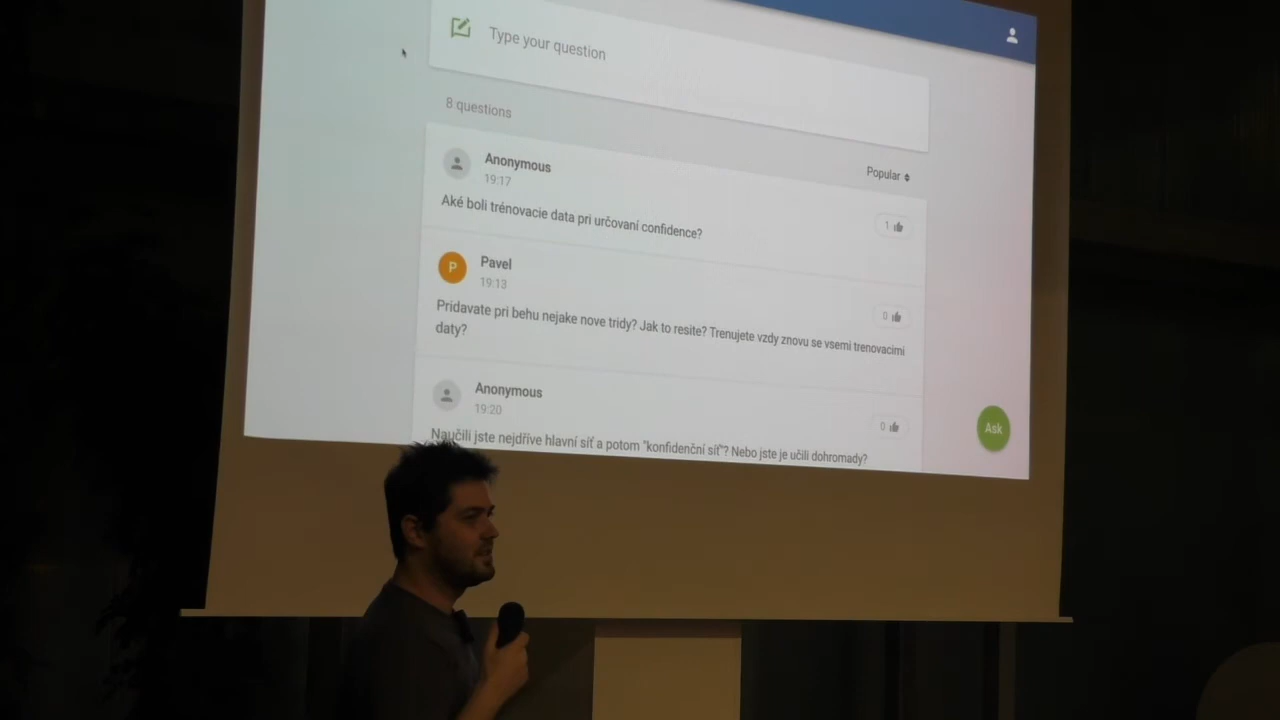 Type your question
8 questions
Popular
Anonymous
19:17
Aké boli trénovacie data pri určovaní confidence?
1
P
Pavel
19:13
Pridavate pri behu nejake nove tridy? Jak to resite? Trenujete vzdy znovu se vsemi trenovacimi
daty?
0
Anonymous
19:20
Naučili jste nejdříve hlavní síť a potom "konfidenční síť"? Nebo jste je učili dohromady?
0
Ask